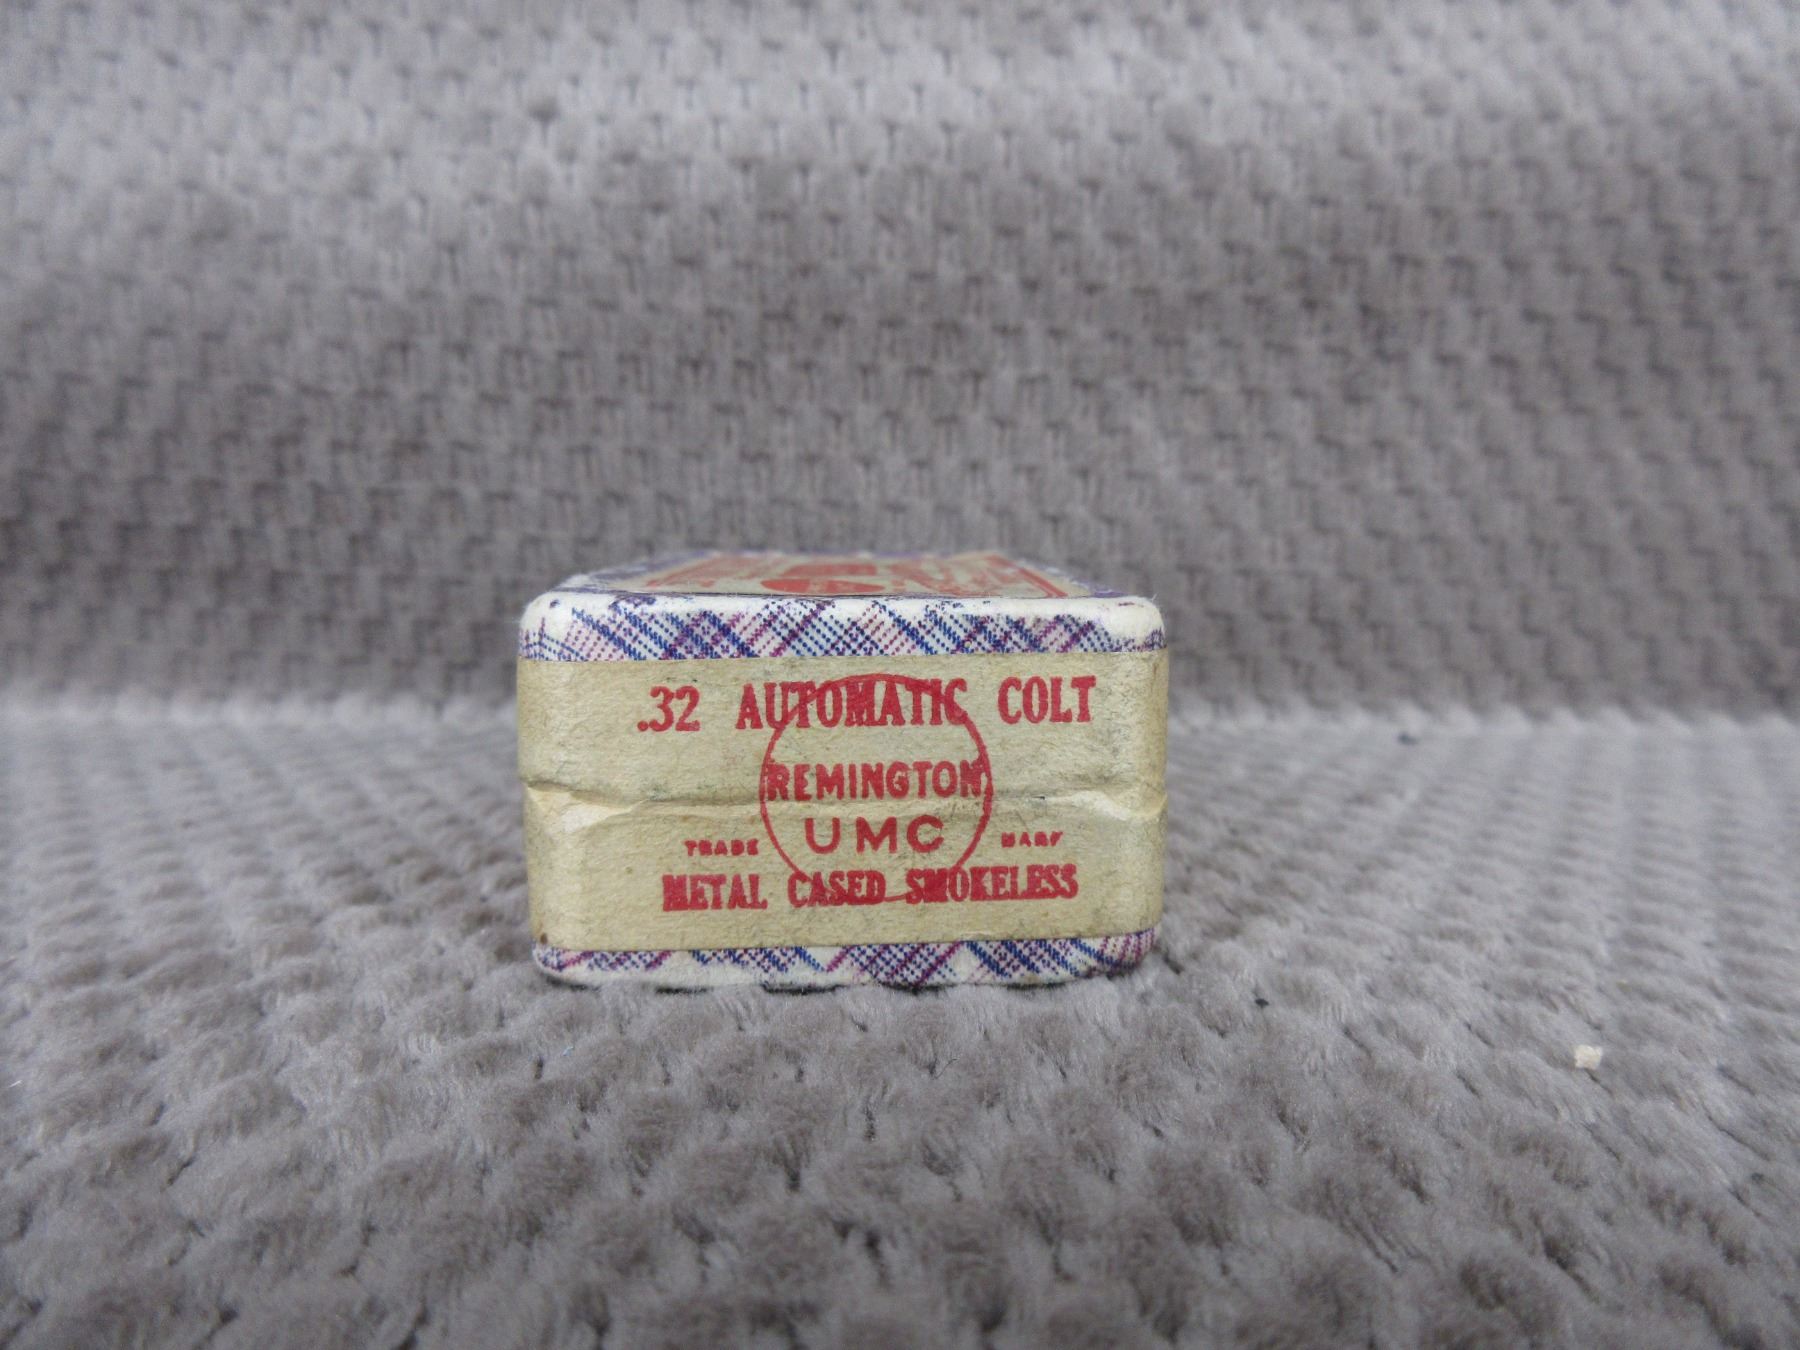 .32 AUTOMATIC COLT
REMINGTON
UMC
TRADE MARK
METAL CASED SMOKELESS